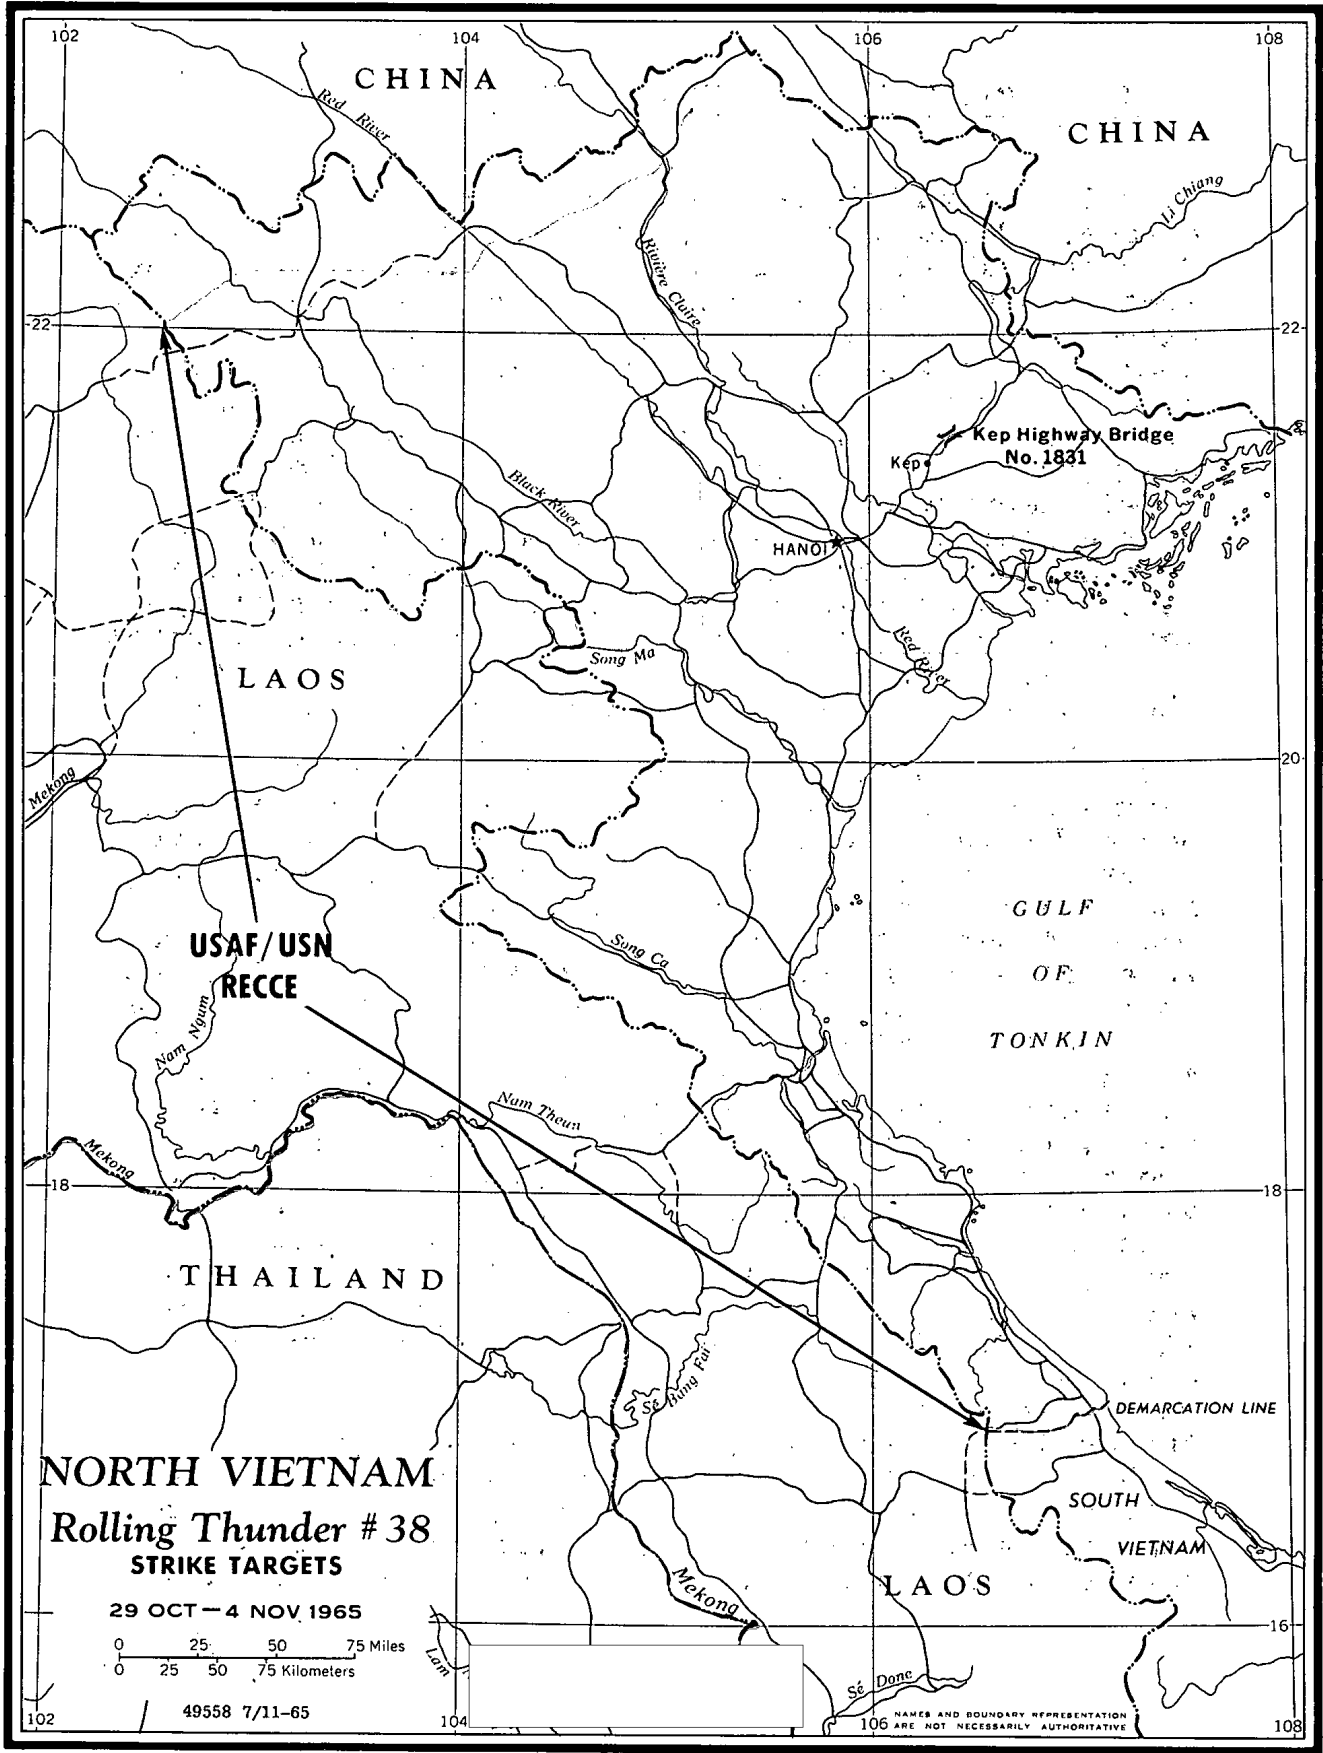 102
104
106
108
CHINA
CHINA
Red River
Li Chiang
Rivière Claire
22
22
Kep Highway Bridge
No. 1831
Kep
Black River
HANOI
Song Ma
Red River
LAOS
20
Mekong
GULF
OF
TONKIN
USAF/USN
RECCE
Song Ca
Nam Ngum
Nam Theun
Mekong
18
18
THAILAND
Sé Bang Fai
DEMARCATION LINE
SOUTH
VIETNAM
NORTH VIETNAM
Rolling Thunder #38
STRIKE TARGETS
29 OCT — 4 NOV 1965
0 25 50 75 Miles
0 25 50 75 Kilometers
49558 7/11-65
Mekong
LAOS
16
Lam
Sé Done
NAMES AND BOUNDARY REPRESENTATION
ARE NOT NECESSARILY AUTHORITATIVE
102
104
106
108